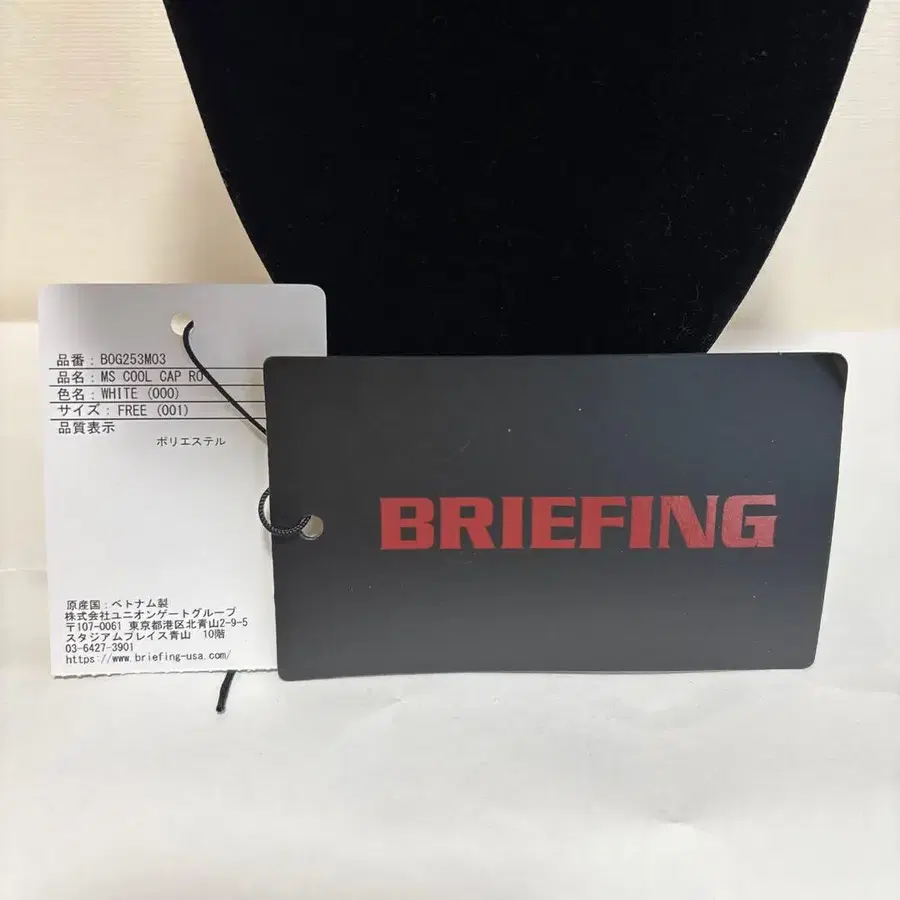 品番：BOG253M03
品名：MS COOL CAP RO
色名：WHITE (000)
サイズ：FREE (001)
品質表示
ポリエステル
原産国：ベトナム製
株式会社ユニオンゲートグループ
〒107-0061 東京都港区北青山2-9-5
スタジアムプレイス青山 10階
03-6427-3901
https://www.briefing-usa.com/
BRIEFING